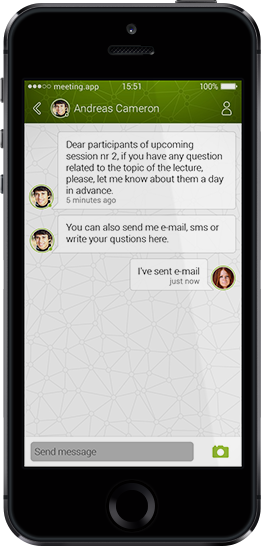 meeting.app 15:51 100%
Andreas Cameron
Dear participants of upcoming
session nr 2, if you have any question
related to the topic of the lecture,
please, let me know about them a day
in advance.
5 minutes ago
You can also send me e-mail, sms or
write your qustions here.
I've sent e-mail
just now
Send message